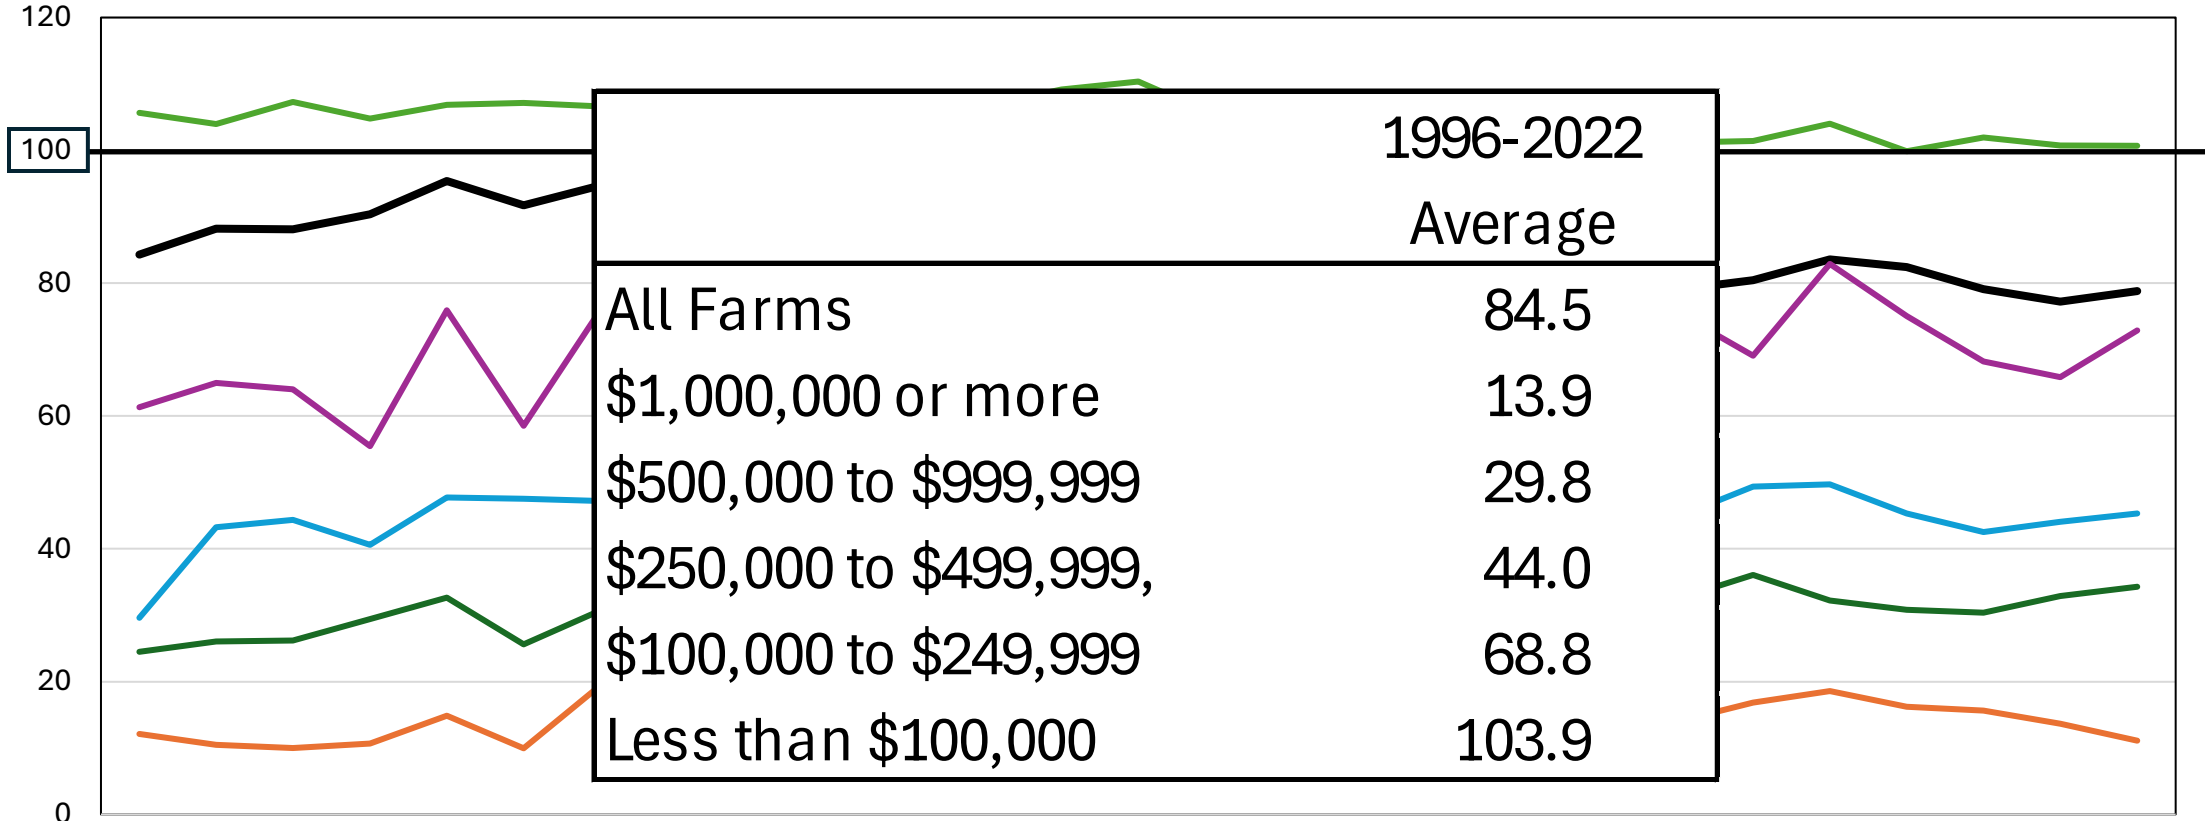 120
100
80
60
40
20
0
1996-2022
Average
All Farms 84.5
$1,000,000 or more 13.9
$500,000 to $999,999 29.8
$250,000 to $499,999, 44.0
$100,000 to $249,999 68.8
Less than $100,000 103.9